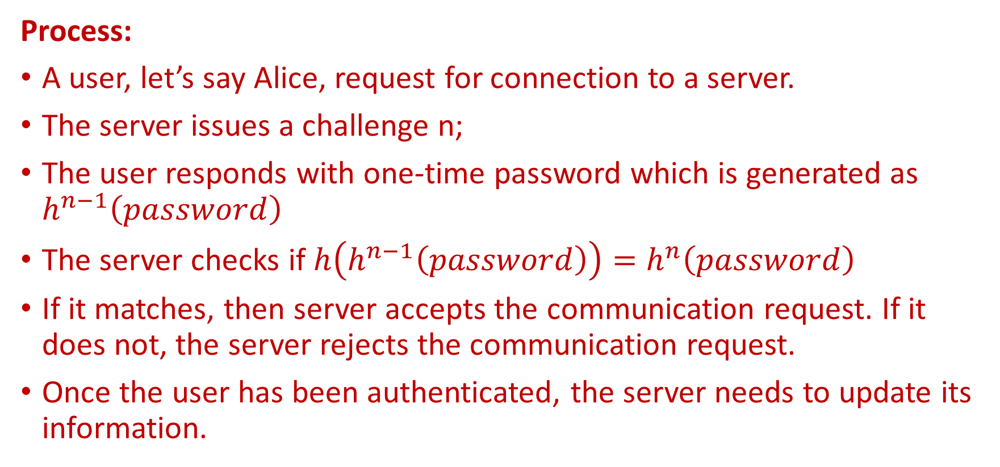 Process:
• A user, let’s say Alice, request for connection to a server.
• The server issues a challenge n;
• The user responds with one-time password which is generated as
ℎ^{𝑛−1}(𝑝𝑎𝑠𝑠𝑤𝑜𝑟𝑑)
• The server checks if ℎ(ℎ^{𝑛−1}(𝑝𝑎𝑠𝑠𝑤𝑜𝑟𝑑)) = ℎ^{𝑛}(𝑝𝑎𝑠𝑠𝑤𝑜𝑟𝑑)
• If it matches, then server accepts the communication request. If it
does not, the server rejects the communication request.
• Once the user has been authenticated, the server needs to update its
information.